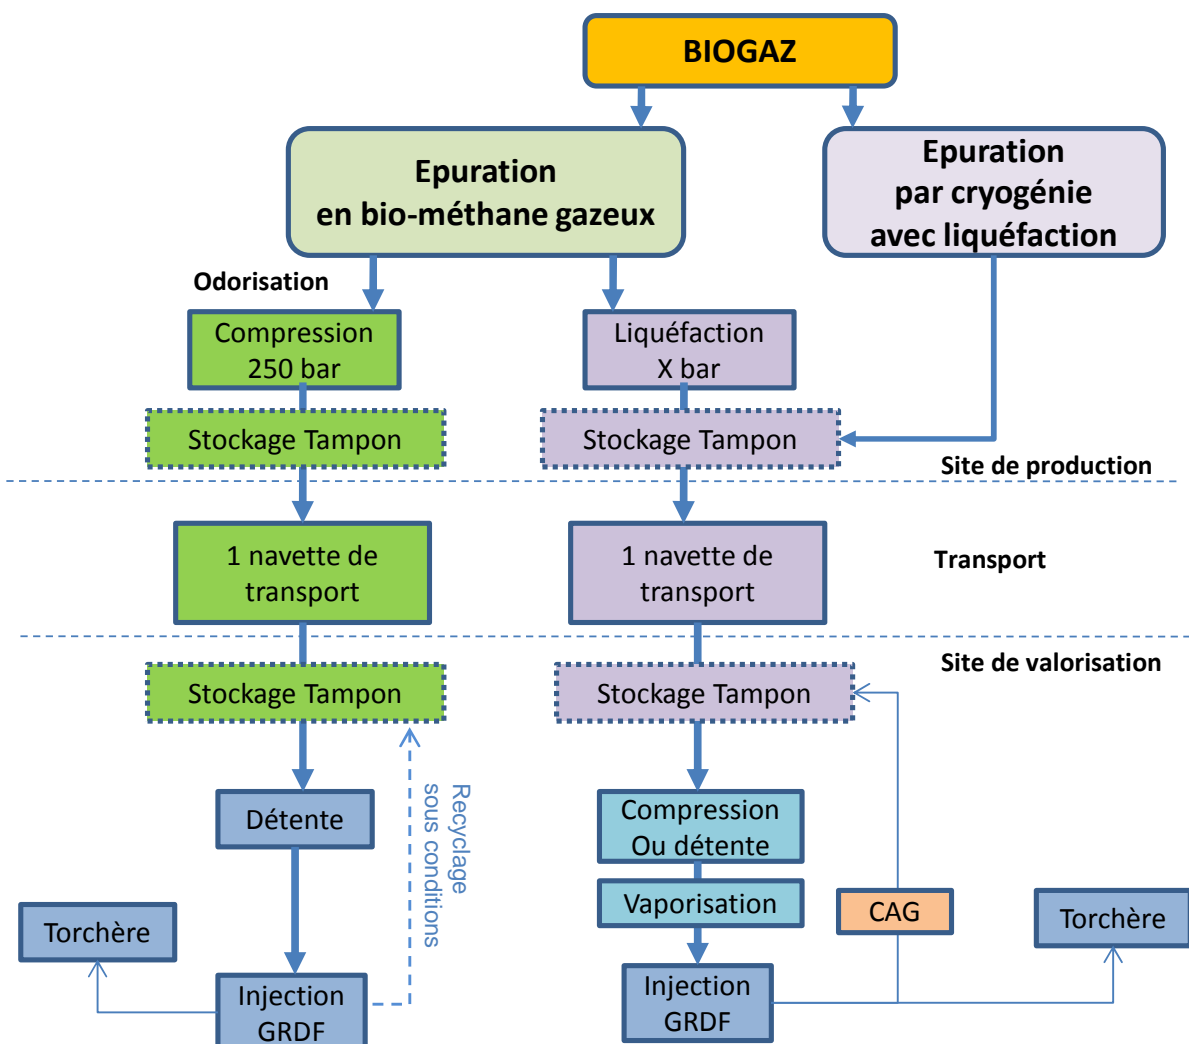 BIOGAZ
Epuration
en bio-méthane gazeux
Epuration
par cryogénie
avec liquéfaction
Odorisation
Compression
250 bar
Liquéfaction
X bar
Stockage Tampon
Stockage Tampon
Site de production
1 navette de
transport
1 navette de
transport
Transport
Site de valorisation
Stockage Tampon
Stockage Tampon
Recyclage
sous conditions
Détente
Compression
Ou détente
Vaporisation
CAG
Torchère
Torchère
Injection
GRDF
Injection
GRDF